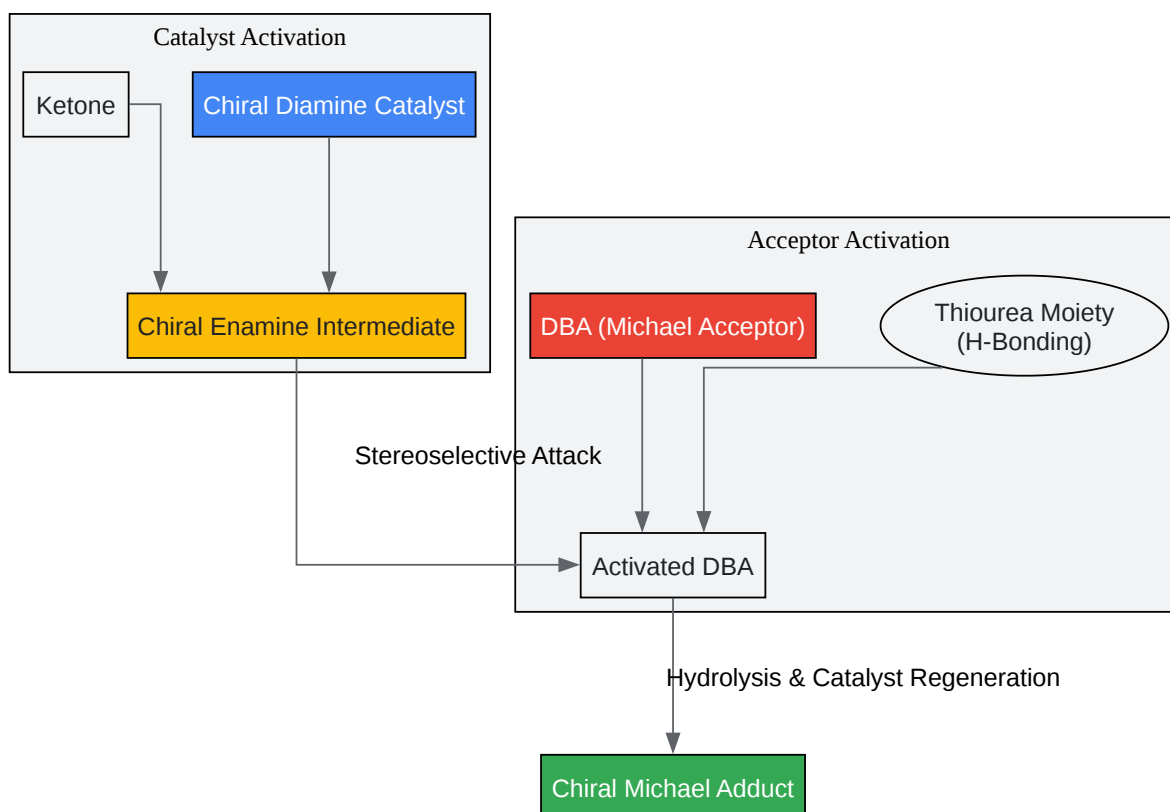 Catalyst Activation
Ketone
Chiral Diamine Catalyst
Chiral Enamine Intermediate
Acceptor Activation
DBA (Michael Acceptor)
Thiourea Moiety
(H-Bonding)
Stereoselective Attack
Activated DBA
Hydrolysis & Catalyst Regeneration
Chiral Michael Adduct